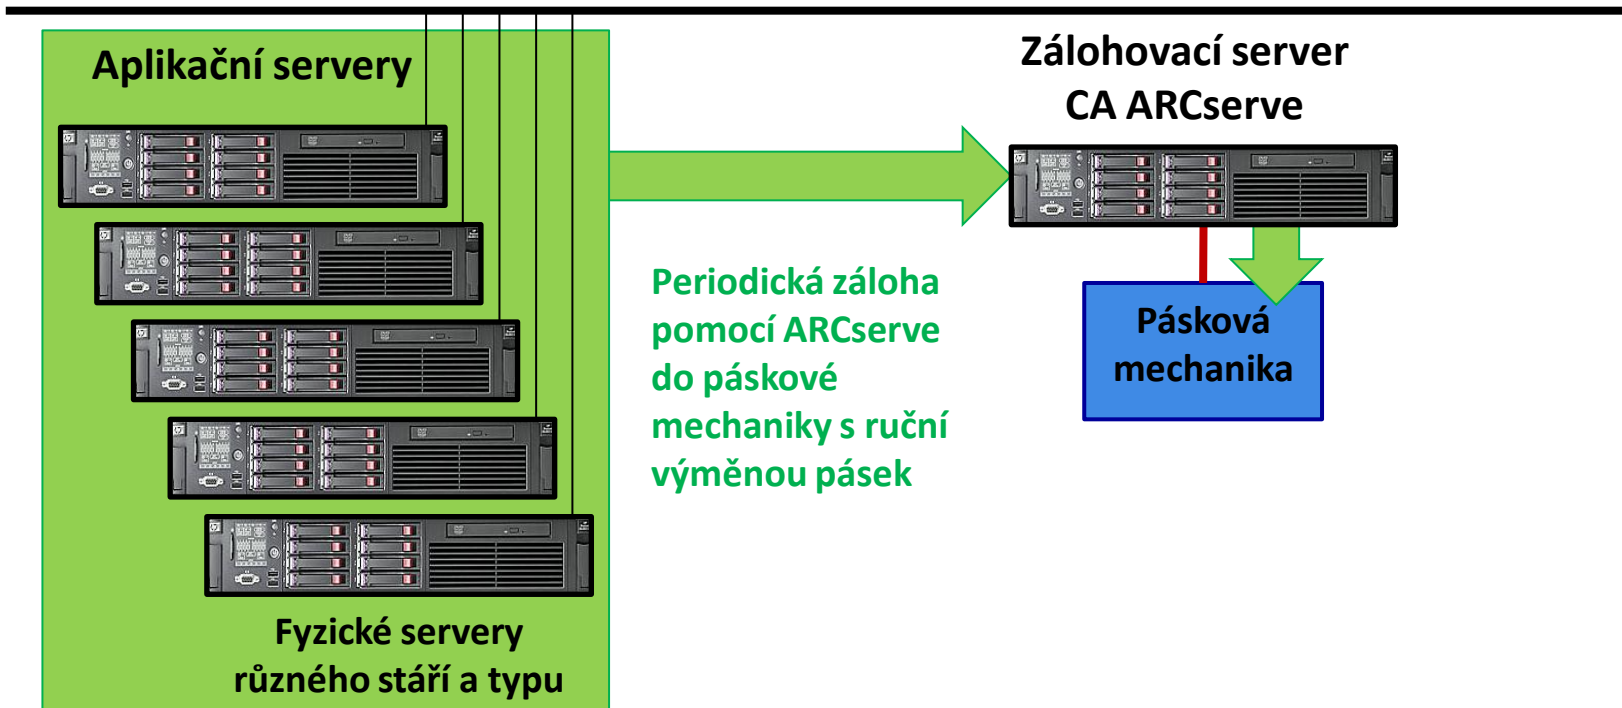 Aplikační servery
Zálohovací server
CA ARCserve
Periodická záloha
pomocí ARCserve
do páskové
mechaniky s ruční
výměnou pásek
Pásková
mechanika
Fyzické servery
různého stáří a typu